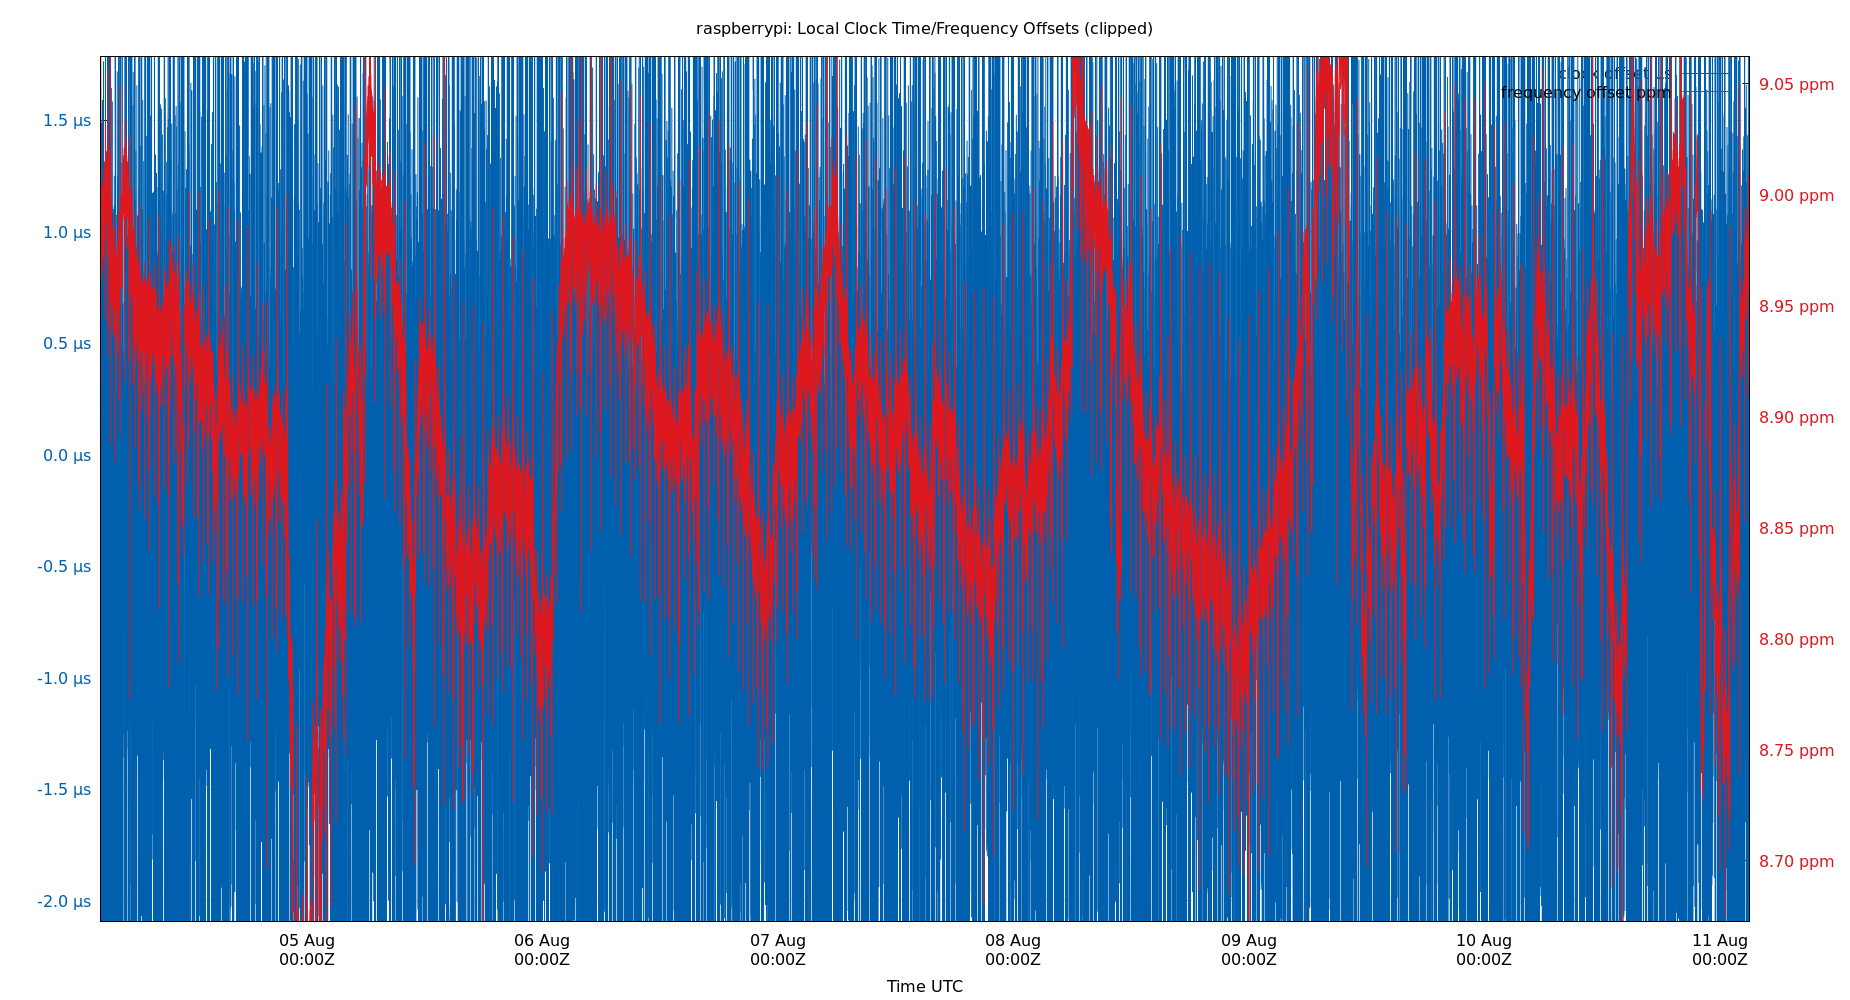 raspberrypi: Local Clock Time/Frequency Offsets (clipped)
clock offset
frequency offset ppm
1.5 µs
1.0 µs
0.5 µs
0.0 µs
-0.5 µs
-1.0 µs
-1.5 µs
-2.0 µs
9.05 ppm
9.00 ppm
8.95 ppm
8.90 ppm
8.85 ppm
8.80 ppm
8.75 ppm
8.70 ppm
05 Aug
00:00Z
06 Aug
00:00Z
07 Aug
00:00Z
08 Aug
00:00Z
09 Aug
00:00Z
10 Aug
00:00Z
11 Aug
00:00Z
Time UTC